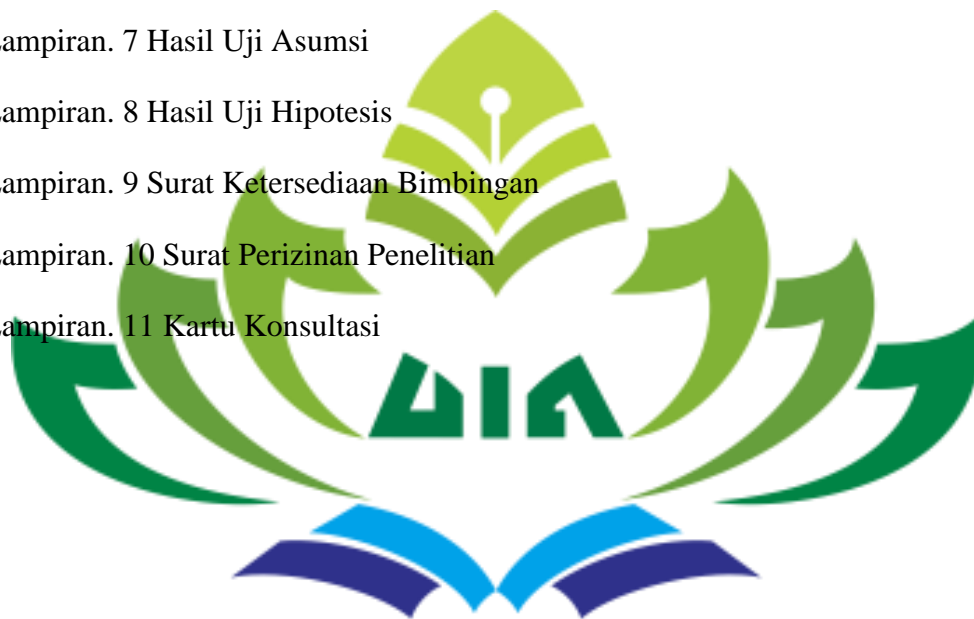 ampiran. 7 Hasil Uji Asumsi
ampiran. 8 Hasil Uji Hipotesis
ampiran. 9 Surat Ketersediaan Bimbingan
ampiran. 10 Surat Perizinan Penelitian
ampiran. 11 Kartu Konsultasi
UIN